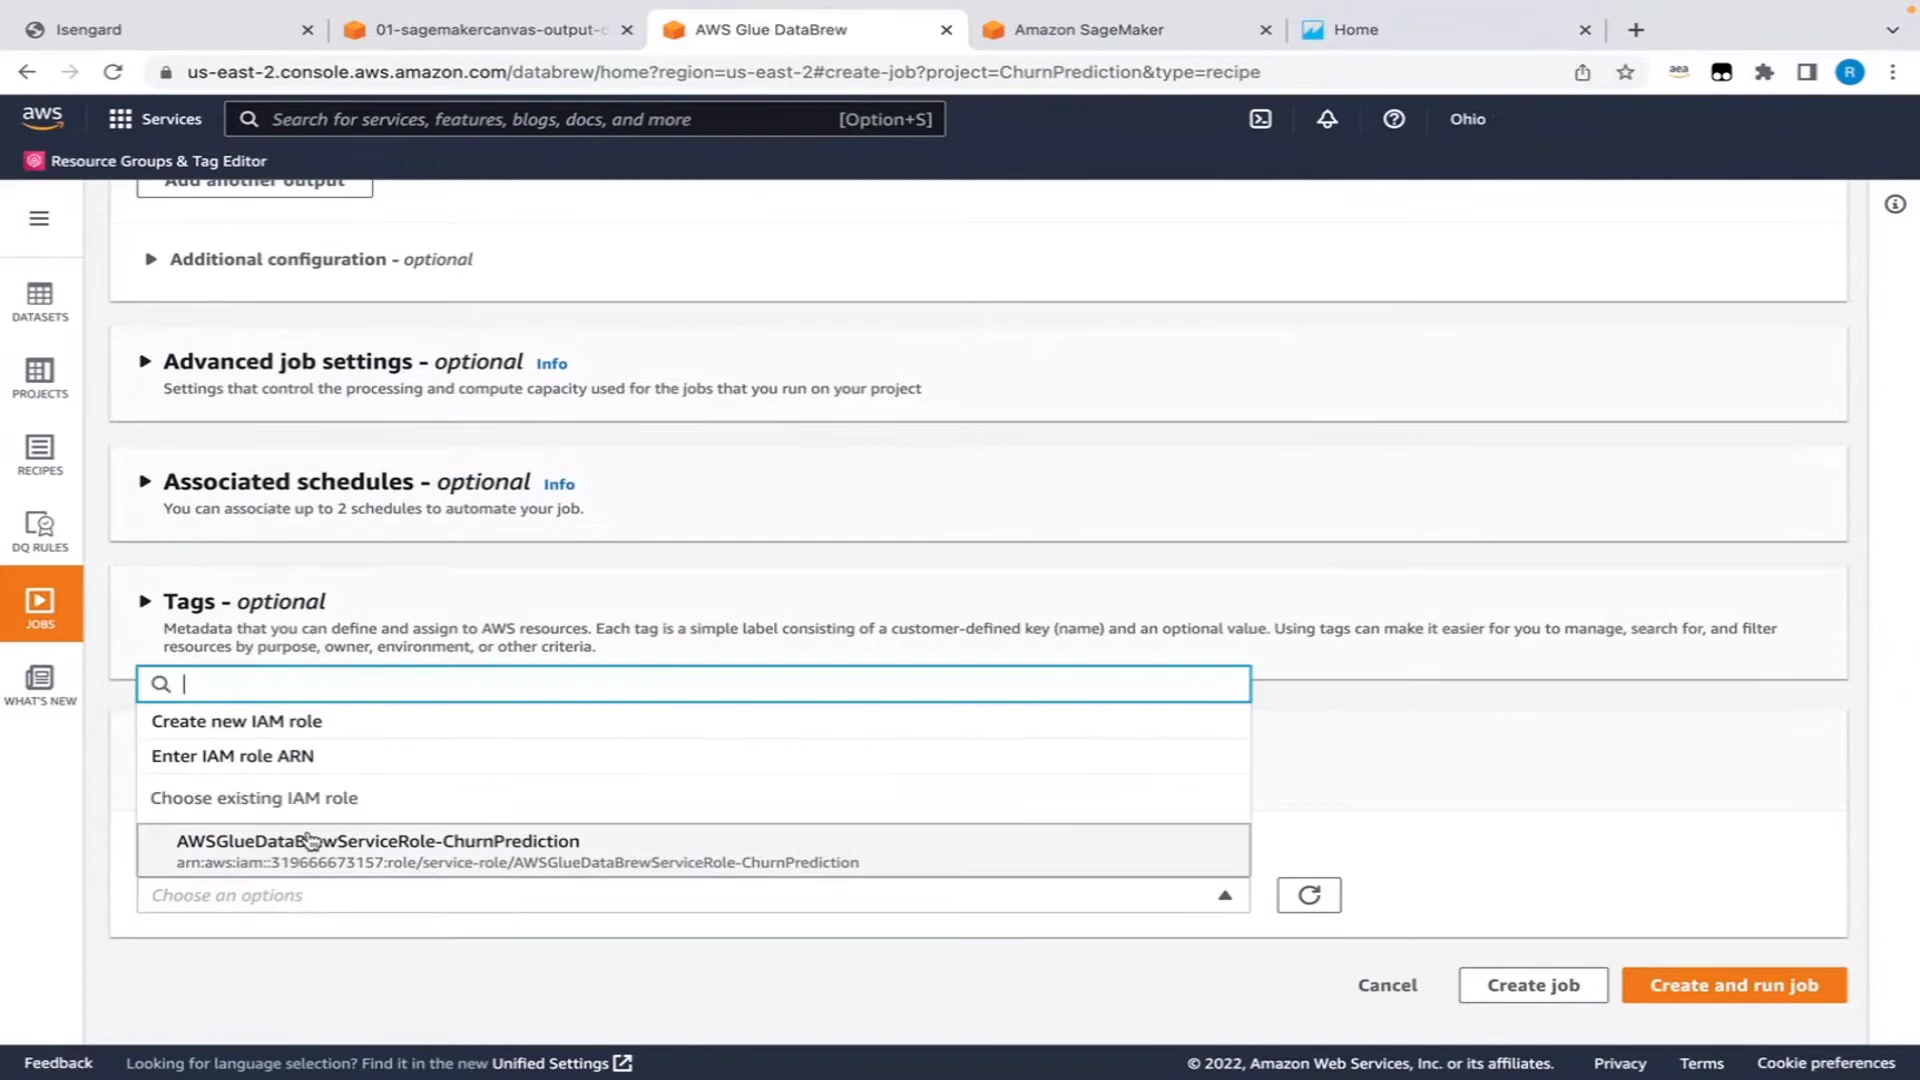 Isengard
01-sagemakercanvas-output-
AWS Glue DataBrew
Amazon SageMaker
Home
us-east-2.console.aws.amazon.com/databrew/home?region=us-east-2#create-job?project=ChurnPrediction&type=recipe
aea
R
aws
Services
Search for services, features, blogs, docs, and more
[Option+S]
Ohio
Resource Groups & Tag Editor
Add another output
Additional configuration - optional
DATASETS
PROJECTS
RECIPES
DQ RULES
JOBS
WHAT'S NEW
Advanced job settings - optional Info
Settings that control the processing and compute capacity used for the jobs that you run on your project
Associated schedules - optional Info
You can associate up to 2 schedules to automate your job.
Tags - optional
Metadata that you can define and assign to AWS resources. Each tag is a simple label consisting of a customer-defined key (name) and an optional value. Using tags can make it easier for you to manage, search for, and filter
resources by purpose, owner, environment, or other criteria.
Create new IAM role
Enter IAM role ARN
Choose existing IAM role
AWSGlueDataBrewServiceRole-ChurnPrediction
arn:aws:iam::319666673157:role/service-role/AWSGlueDataBrewServiceRole-ChurnPrediction
Choose an options
Cancel
Create job
Create and run job
Feedback
Looking for language selection? Find it in the new Unified Settings
© 2022, Amazon Web Services, Inc. or its affiliates.
Privacy
Terms
Cookie preferences